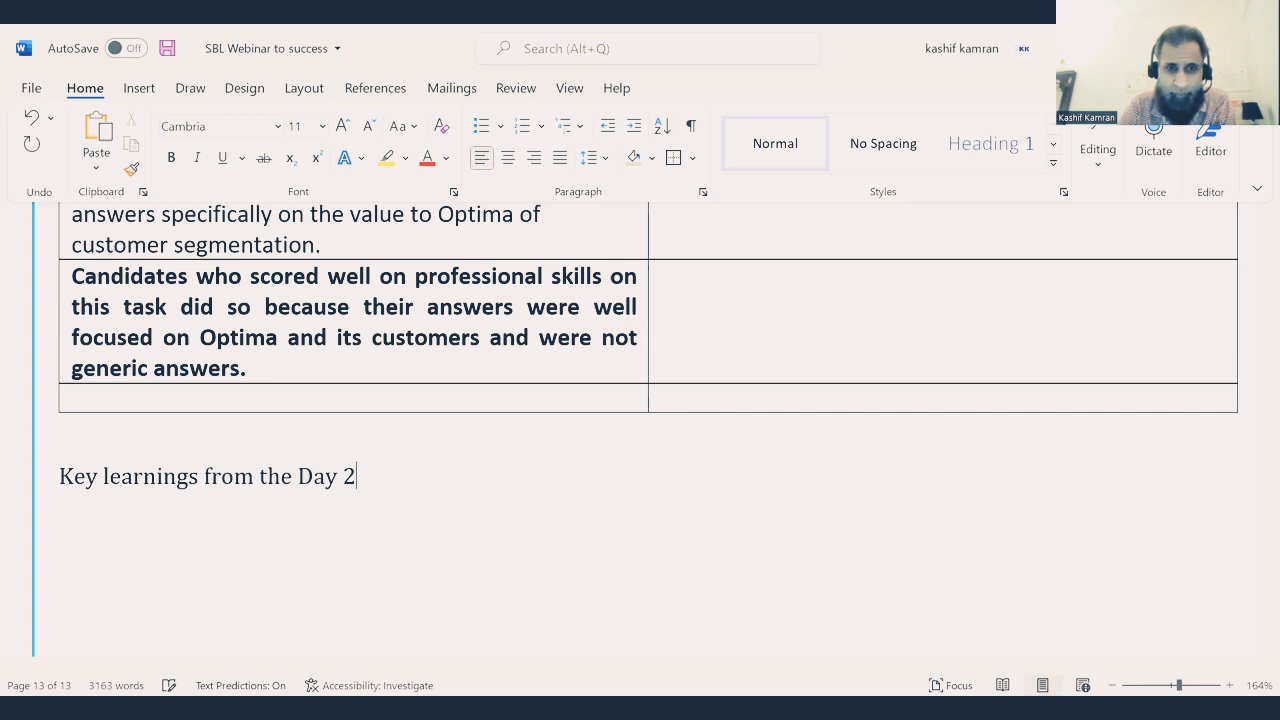 AutoSave Off SBL Webinar to success Search (Alt+Q) kashif kamran KK
File Home Insert Draw Design Layout References Mailings Review View Help
Kashif Kamran
Paste Cambria 11 Aa Normal No Spacing Heading 1 Editing Dictate Editor
B I U ab x₂ x² A A
Undo Clipboard Font Paragraph Styles Voice Editor
answers specifically on the value to Optima of
customer segmentation.
Candidates who scored well on professional skills on
this task did so because their answers were well
focused on Optima and its customers and were not
generic answers.
Key learnings from the Day 2
Page 13 of 13 3163 words Text Predictions: On Accessibility: Investigate Focus 164%